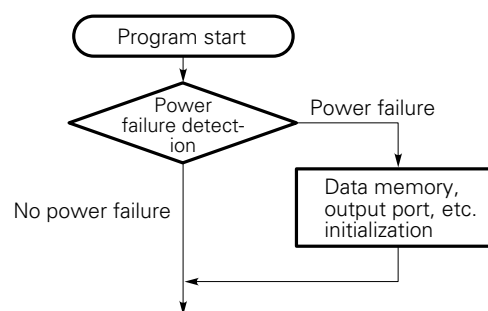 Program start
Power
failure detect-
ion
Power failure
No power failure
Data memory,
output port, etc.
initialization